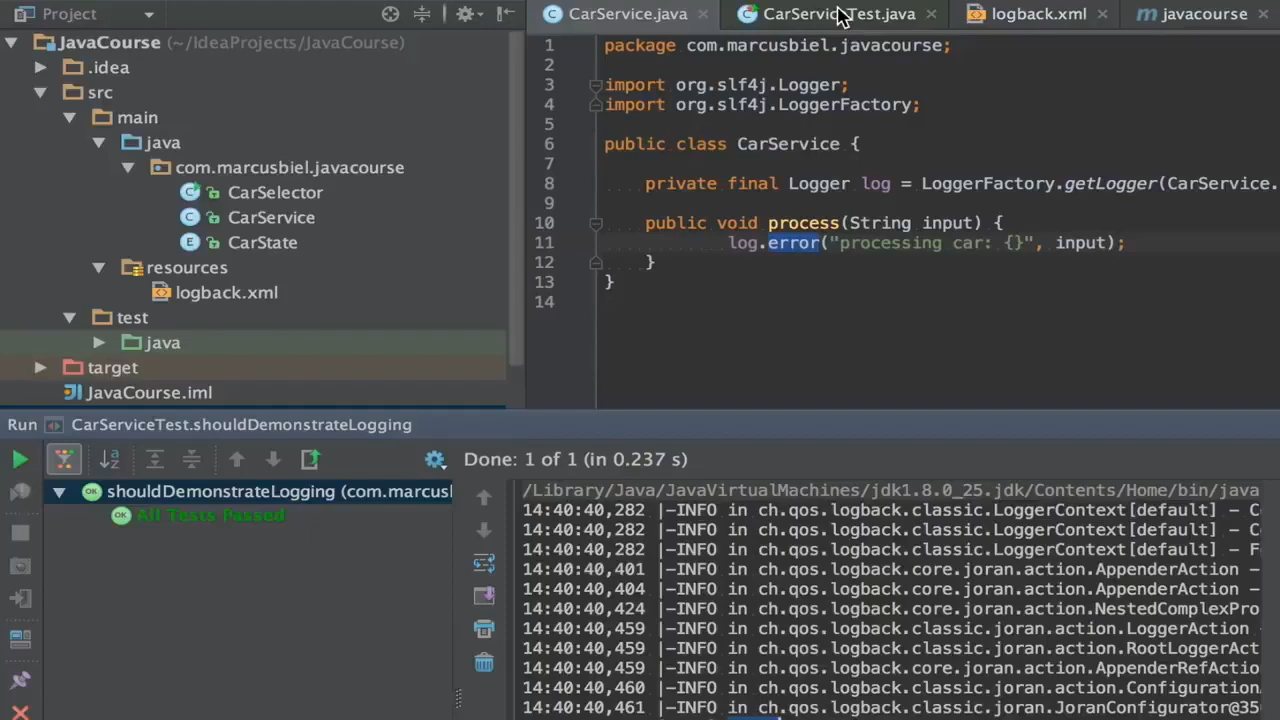 Project
JavaCourse (~/IdeaProjects/JavaCourse)
.idea
src
main
java
com.marcusbiel.javacourse
CarSelector
CarService
CarState
resources
logback.xml
test
java
target
JavaCourse.iml
CarService.java
CarServiceTest.java
logback.xml
javacourse
1 package com.marcusbiel.javacourse;
2
3 import org.slf4j.Logger;
4 import org.slf4j.LoggerFactory;
5
6 public class CarService {
7
8 private final Logger log = LoggerFactory.getLogger(CarService.
9
10 public void process(String input) {
11 log.error("processing car: {}", input);
12 }
13 }
14
Run CarServiceTest.shouldDemonstrateLogging
Done: 1 of 1 (in 0.237 s)
shouldDemonstrateLogging (com.marcusl
All Tests Passed
/Library/Java/JavaVirtualMachines/jdk1.8.0_25.jdk/Contents/Home/bin/java
14:40:40,282 |-INFO in ch.qos.logback.classic.LoggerContext[default] - C
14:40:40,282 |-INFO in ch.qos.logback.classic.LoggerContext[default] - C
14:40:40,282 |-INFO in ch.qos.logback.classic.LoggerContext[default] - F
14:40:40,401 |-INFO in ch.qos.logback.core.joran.action.AppenderAction -
14:40:40,404 |-INFO in ch.qos.logback.core.joran.action.AppenderAction -
14:40:40,424 |-INFO in ch.qos.logback.core.joran.action.NestedComplexPro
14:40:40,459 |-INFO in ch.qos.logback.classic.joran.action.LoggerAction -
14:40:40,459 |-INFO in ch.qos.logback.classic.joran.action.RootLoggerAct
14:40:40,459 |-INFO in ch.qos.logback.core.joran.action.AppenderRefActio
14:40:40,460 |-INFO in ch.qos.logback.classic.joran.action.Configuration
14:40:40,461 |-INFO in ch.qos.logback.classic.joran.JoranConfigurator@35